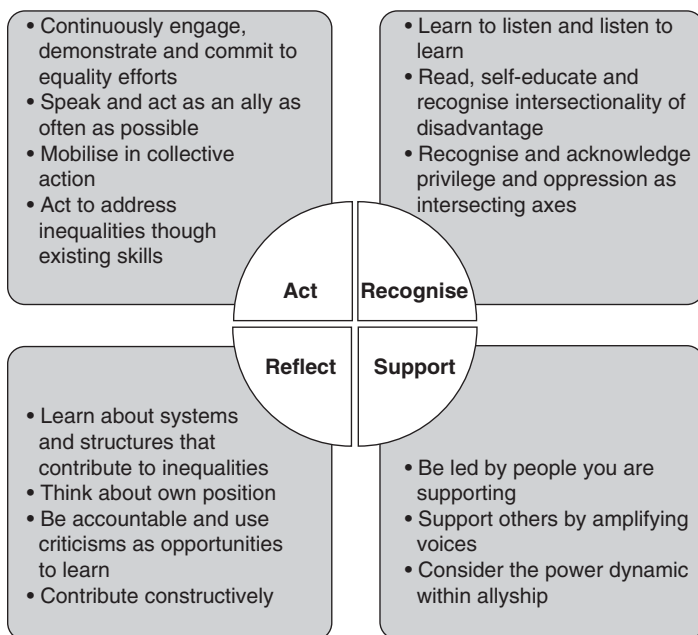 • Continuously engage,
demonstrate and commit to
equality efforts
• Speak and act as an ally as
often as possible
• Mobilise in collective
action
• Act to address
inequalities though
existing skills
• Learn to listen and listen to
learn
• Read, self-educate and
recognise intersectionality of
disadvantage
• Recognise and acknowledge
privilege and oppression as
intersecting axes
Act
Recognise
Reflect
Support
• Learn about systems
and structures that
contribute to inequalities
• Think about own position
• Be accountable and use
criticisms as opportunities
to learn
• Contribute constructively
• Be led by people you are
supporting
• Support others by amplifying
voices
• Consider the power dynamic
within allyship